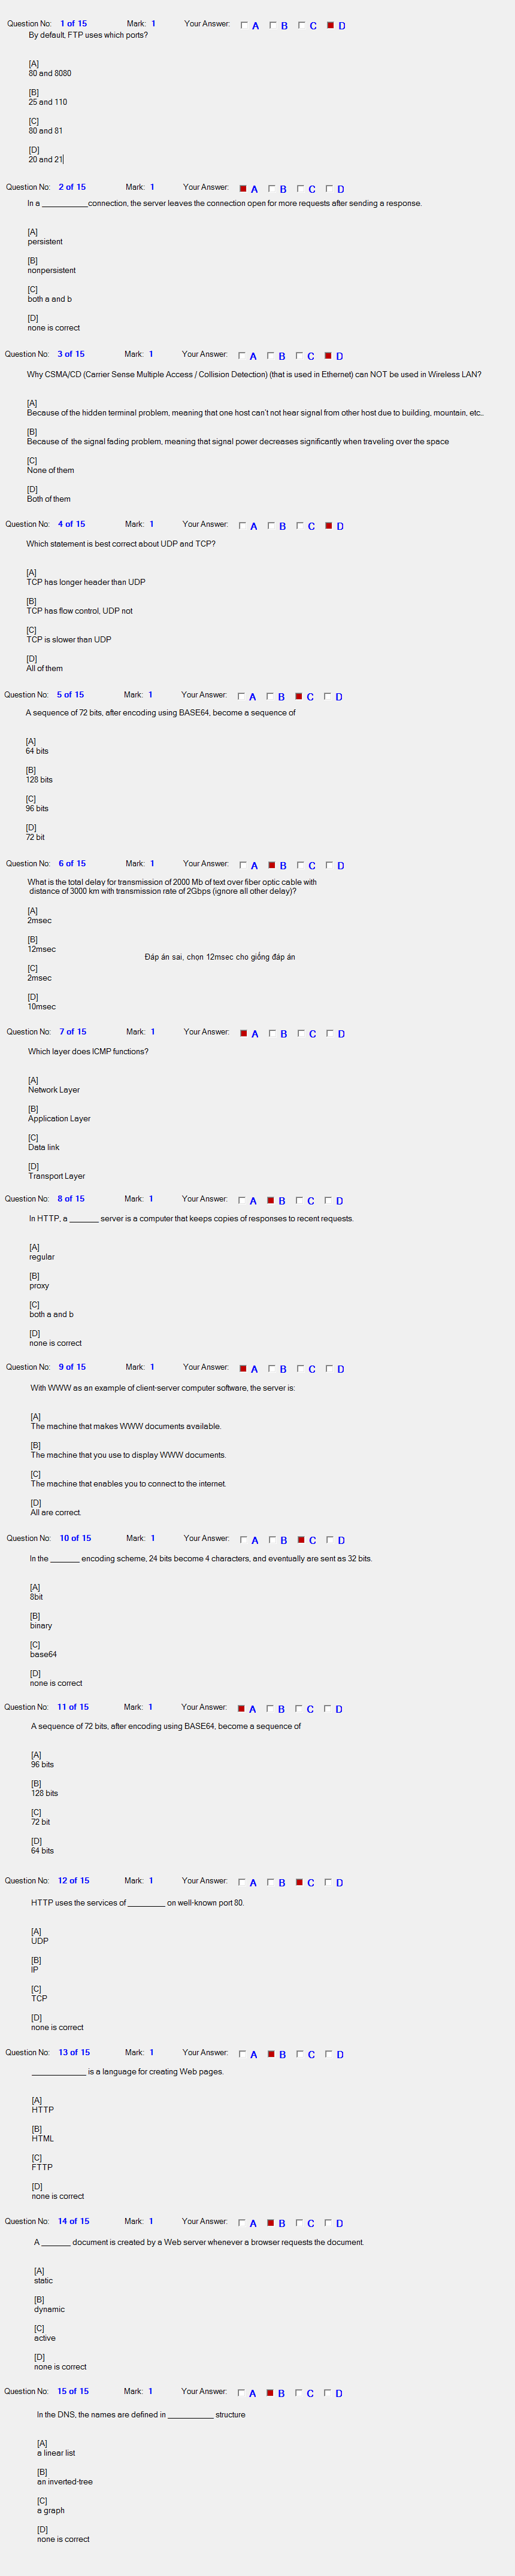 Question No: 1 of 15 Mark: 1 Your Answer: A B C D
By default, FTP uses which ports?
[A]
80 and 8080
[B]
25 and 110
[C]
80 and 81
[D]
20 and 21
Question No: 2 of 15 Mark: 1 Your Answer: A B C D
In a ___________connection, the server leaves the connection open for more requests after sending a response.
[A]
persistent
[B]
nonpersistent
[C]
both a and b
[D]
none is correct
Question No: 3 of 15 Mark: 1 Your Answer: A B C D
Why CSMA/CD (Carrier Sense Multiple Access / Collision Detection) (that is used in Ethernet) can NOT be used in Wireless LAN?
[A]
Because of the hidden terminal problem, meaning that one host can't not hear signal from other host due to building, mountain, etc..
[B]
Because of the signal fading problem, meaning that signal power decreases significantly when traveling over the space
[C]
None of them
[D]
Both of them
Question No: 4 of 15 Mark: 1 Your Answer: A B C D
Which statement is best correct about UDP and TCP?
[A]
TCP has longer header than UDP
[B]
TCP has flow control, UDP not
[C]
TCP is slower than UDP
[D]
All of them
Question No: 5 of 15 Mark: 1 Your Answer: A B C D
A sequence of 72 bits, after encoding using BASE64, become a sequence of
[A]
64 bits
[B]
128 bits
[C]
96 bits
[D]
72 bit
Question No: 6 of 15 Mark: 1 Your Answer: A B C D
What is the total delay for transmission of 2000 Mb of text over fiber optic cable with
distance of 3000 km with transmission rate of 2Gbps (ignore all other delay)?
[A]
2msec
[B]
12msec
Đáp án sai, chọn 12msec cho giống đáp án
[C]
2msec
[D]
10msec
Question No: 7 of 15 Mark: 1 Your Answer: A B C D
Which layer does ICMP functions?
[A]
Network Layer
[B]
Application Layer
[C]
Data link
[D]
Transport Layer
Question No: 8 of 15 Mark: 1 Your Answer: A B C D
In HTTP, a _______ server is a computer that keeps copies of responses to recent requests.
[A]
regular
[B]
proxy
[C]
both a and b
[D]
none is correct
Question No: 9 of 15 Mark: 1 Your Answer: A B C D
With WWW as an example of client-server computer software, the server is:
[A]
The machine that makes WWW documents available.
[B]
The machine that you use to display WWW documents.
[C]
The machine that enables you to connect to the internet.
[D]
All are correct.
Question No: 10 of 15 Mark: 1 Your Answer: A B C D
In the _______ encoding scheme, 24 bits become 4 characters, and eventually are sent as 32 bits.
[A]
8bit
[B]
binary
[C]
base64
[D]
none is correct
Question No: 11 of 15 Mark: 1 Your Answer: A B C D
A sequence of 72 bits, after encoding using BASE64, become a sequence of
[A]
96 bits
[B]
128 bits
[C]
72 bit
[D]
64 bits
Question No: 12 of 15 Mark: 1 Your Answer: A B C D
HTTP uses the services of _________ on well-known port 80.
[A]
UDP
[B]
IP
[C]
TCP
[D]
none is correct
Question No: 13 of 15 Mark: 1 Your Answer: A B C D
_____________ is a language for creating Web pages.
[A]
HTTP
[B]
HTML
[C]
FTTP
[D]
none is correct
Question No: 14 of 15 Mark: 1 Your Answer: A B C D
A _______ document is created by a Web server whenever a browser requests the document.
[A]
static
[B]
dynamic
[C]
active
[D]
none is correct
Question No: 15 of 15 Mark: 1 Your Answer: A B C D
In the DNS, the names are defined in ___________ structure
[A]
a linear list
[B]
an inverted-tree
[C]
a graph
[D]
none is correct